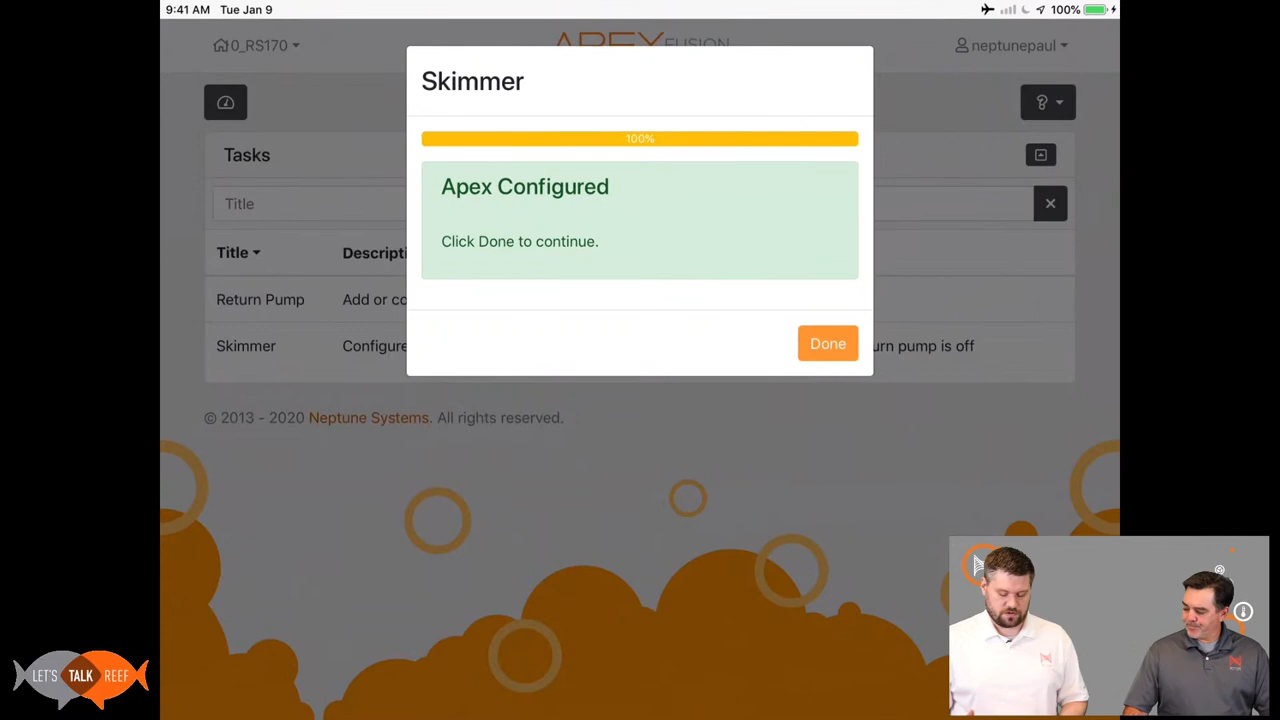 9:41 AM Tue Jan 9 100%
0_RS170 APEX FUSION neptunepaul
Skimmer
100%
Tasks
Apex Configured
Title
Click Done to continue.
Title Descripti
Return Pump Add or co
Done
Skimmer Configure urn pump is off
© 2013 - 2020 Neptune Systems. All rights reserved.
LET'S TALK REEF